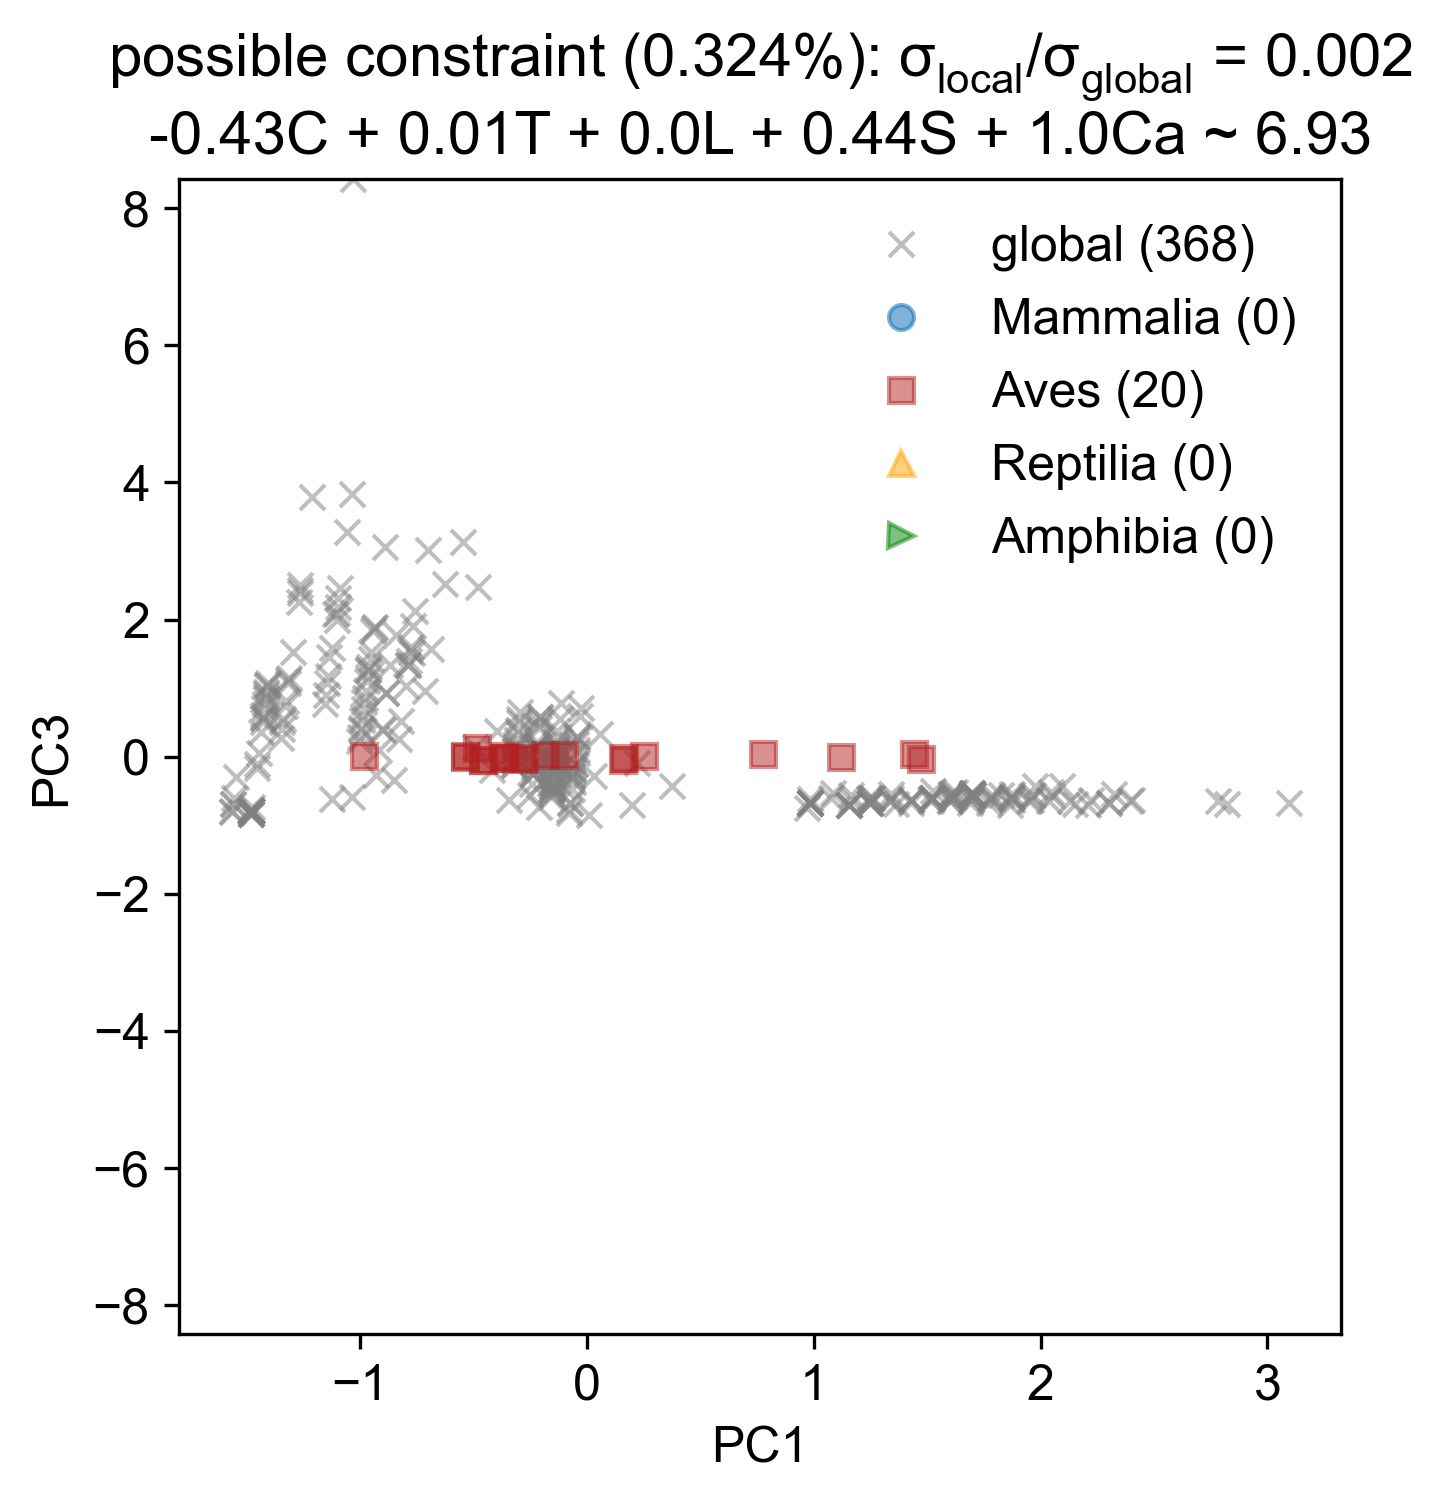 possible constraint (0.324%): σlocal/σglobal = 0.002
-0.43C + 0.01T + 0.0L + 0.44S + 1.0Ca ~ 6.93
8
6
4
2
0
−2
−4
−6
−8
PC3
global (368)
Mammalia (0)
Aves (20)
Reptilia (0)
Amphibia (0)
−1 0 1 2 3
PC1